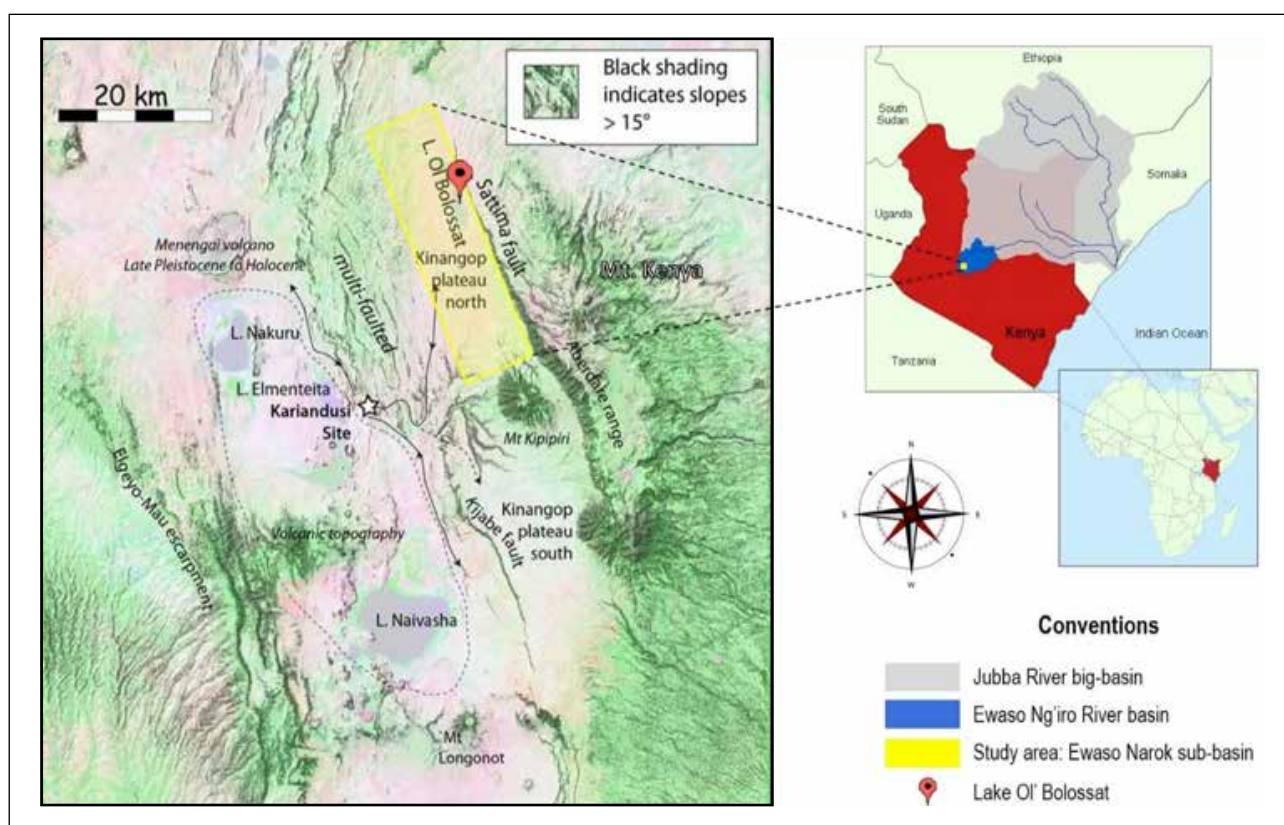 20 km
Black shading
indicates slopes
> 15°
L. Ol Bolossat
Sattima fault
Kinangop
plateau
north
Mt. Kenya
Menengai volcano
Late Pleistocene to Holocene
multi-faulted
L. Nakuru
L. Elmenteita
Kariandusi
Site
Aberdare range
Mt Kipipiri
Elgeyo-Mau escarpment
Volcanic topography
Kijabe fault
Kinangop
plateau
south
L. Naivasha
Mt
Longonot
Ethiopia
South
Sudan
Somalia
Uganda
Kenya
Indian Ocean
Tanzania
N
S
E
W
Conventions
Jubba River big-basin
Ewaso Ng'iro River basin
Study area: Ewaso Narok sub-basin
Lake Ol' Bolossat